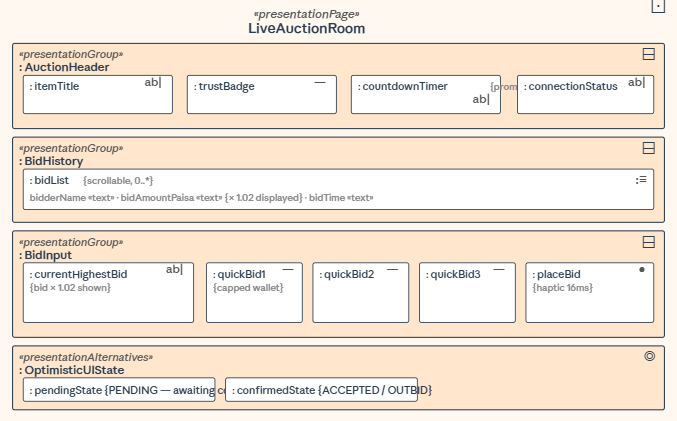 «presentationPage»
LiveAuctionRoom
«presentationGroup»
: AuctionHeader
: itemTitle ab|
: trustBadge —
: countdownTimer {prom
ab|
: connectionStatus ab|
«presentationGroup»
: BidHistory
: bidList {scrollable, 0..*} :=
bidderName «text» · bidAmountPaisa «text» {× 1.02 displayed} · bidTime «text»
«presentationGroup»
: BidInput
: currentHighestBid ab|
{bid × 1.02 shown}
: quickBid1 —
{capped wallet}
: quickBid2 —
: quickBid3 —
: placeBid
{haptic 16ms}
«presentationAlternatives»
: OptimisticUIState
: pendingState {PENDING — awaiting
: confirmedState {ACCEPTED / OUTBID}